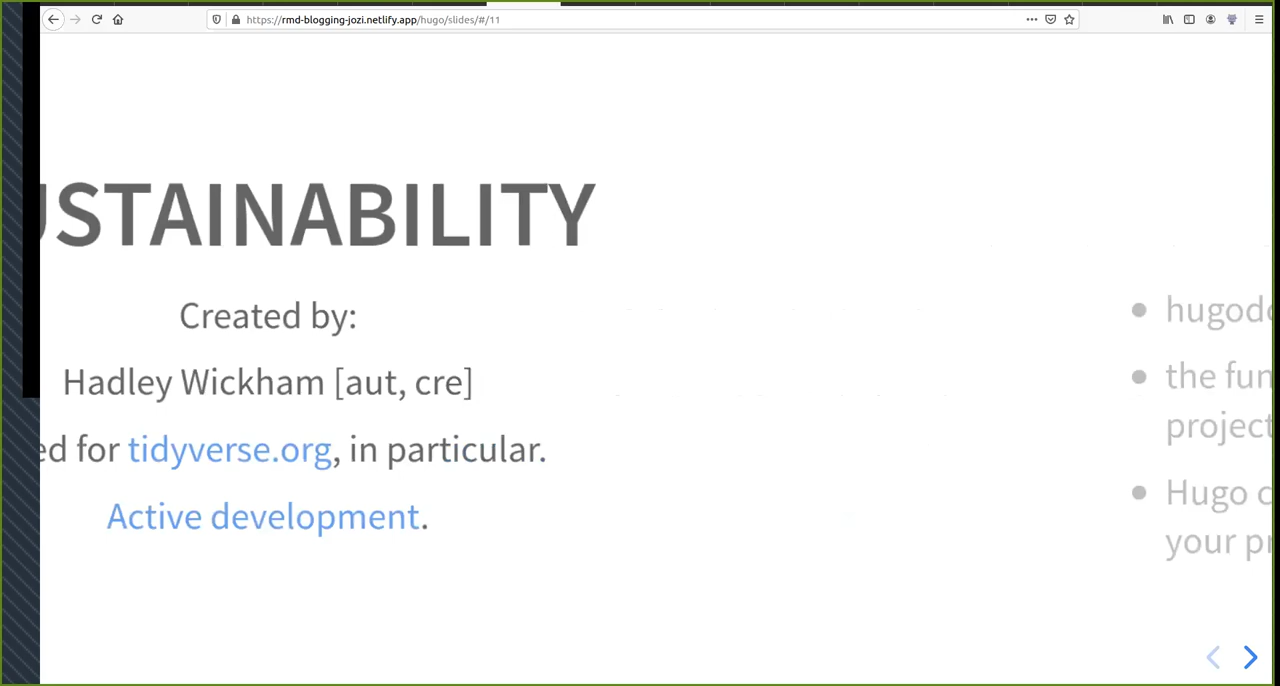 https://rmd-blogging-jozi.netlify.app/hugo/slides/#/11
USTAINABILITY
Created by:
Hadley Wickham [aut, cre]
ed for tidyverse.org, in particular.
Active development.
hugod
the fun
project
Hugo c
your pr